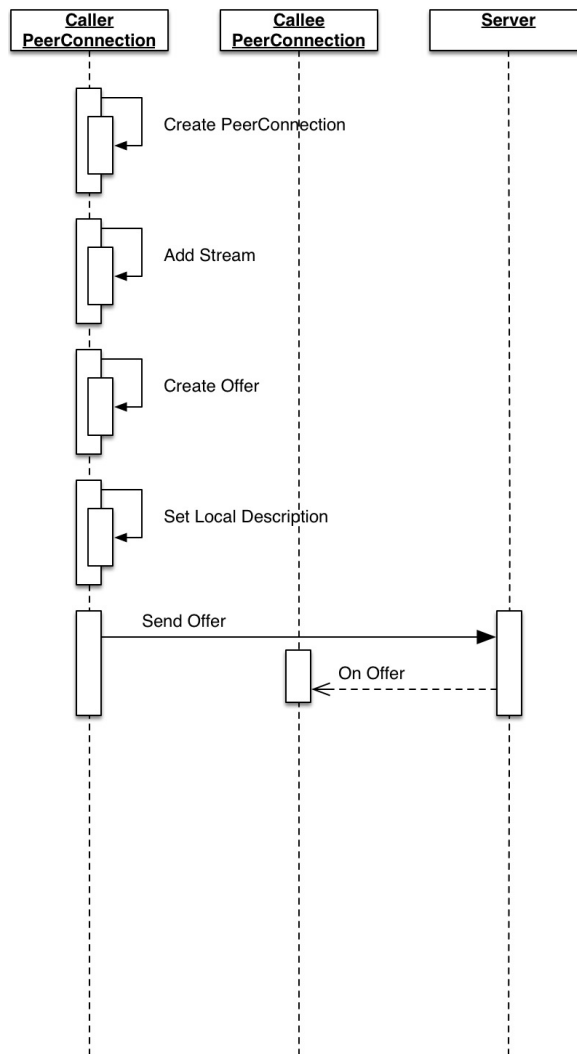 Caller
PeerConnection
Callee
PeerConnection
Server
Create PeerConnection
Add Stream
Create Offer
Set Local Description
Send Offer
On Offer